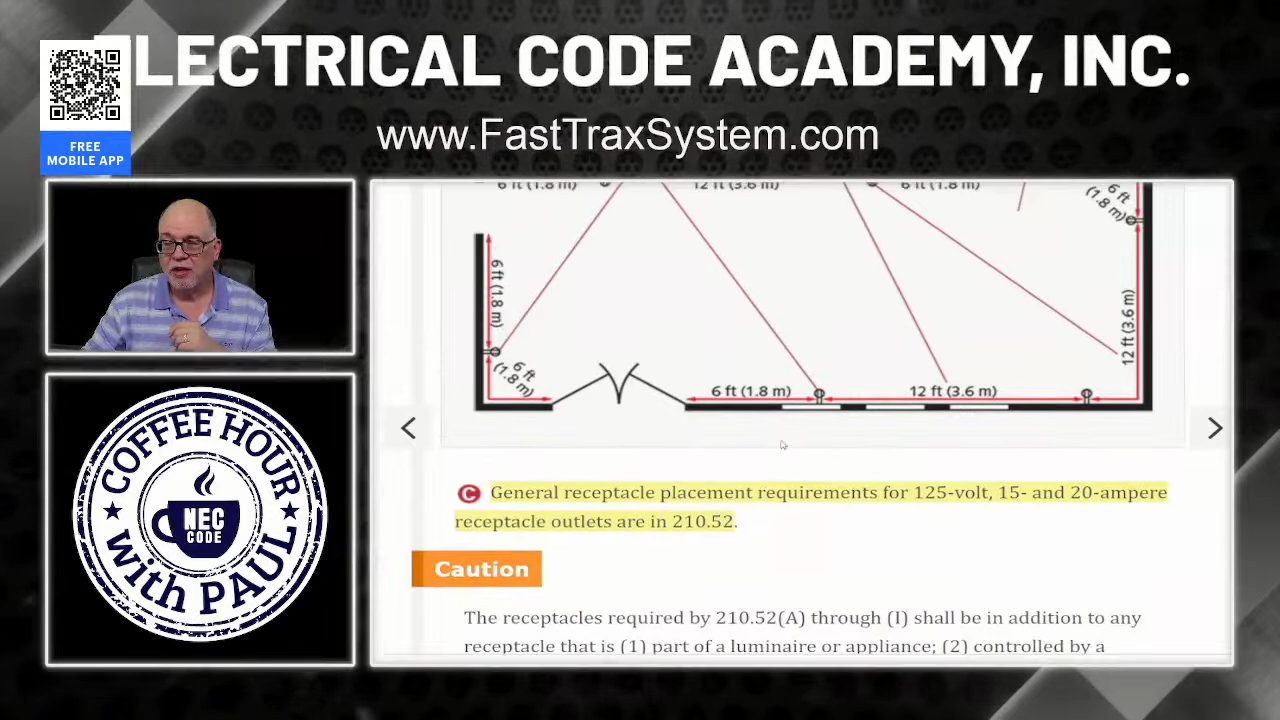 ELECTRICAL CODE ACADEMY, INC.
www.FastTraxSystem.com
FREE
MOBILE APP
6 ft (1.8 m)
12 ft (3.6 m)
6 ft (1.8 m)
6 ft
(1.8 m)
6 ft (1.8 m)
12 ft (3.6 m)
6 ft
(1.8 m)
6 ft (1.8 m)
12 ft (3.6 m)
COFFEE HOUR
NEC
CODE
with PAUL
C General receptacle placement requirements for 125-volt, 15- and 20-ampere
receptacle outlets are in 210.52.
Caution
The receptacles required by 210.52(A) through (I) shall be in addition to any
receptacle that is (1) part of a luminaire or appliance; (2) controlled by a